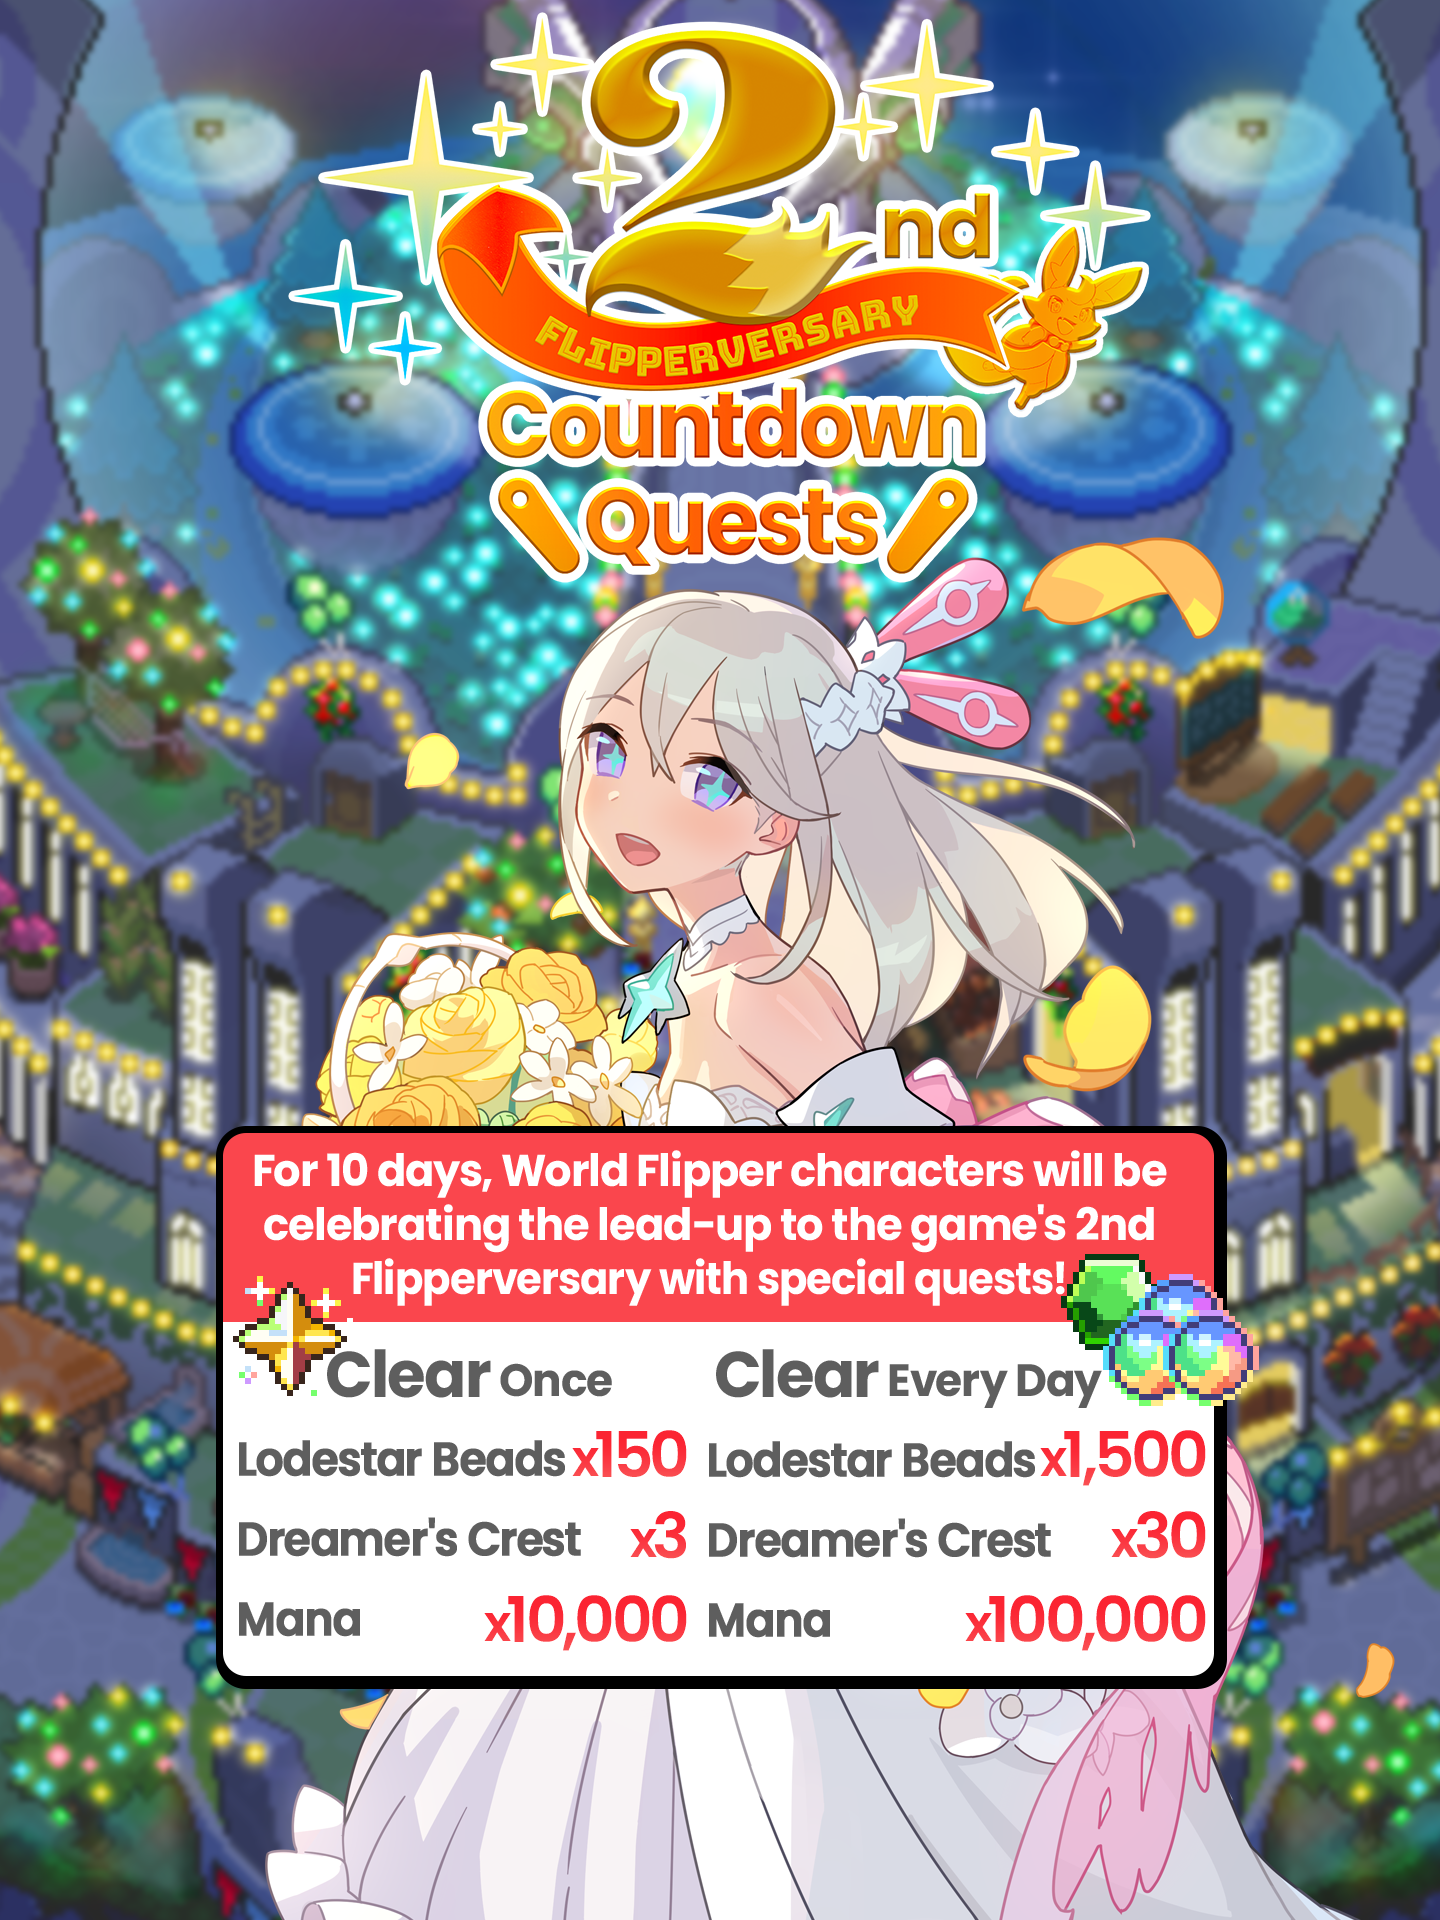 2nd
FLIPPERVERSARY
Countdown
Quests
For 10 days, World Flipper characters will be
celebrating the lead-up to the game's 2nd
Flipperversary with special quests!
Clear Once
Lodestar Beads x150
Dreamer's Crest x3
Mana x10,000
Clear Every Day
Lodestar Beads x1,500
Dreamer's Crest x30
Mana x100,000